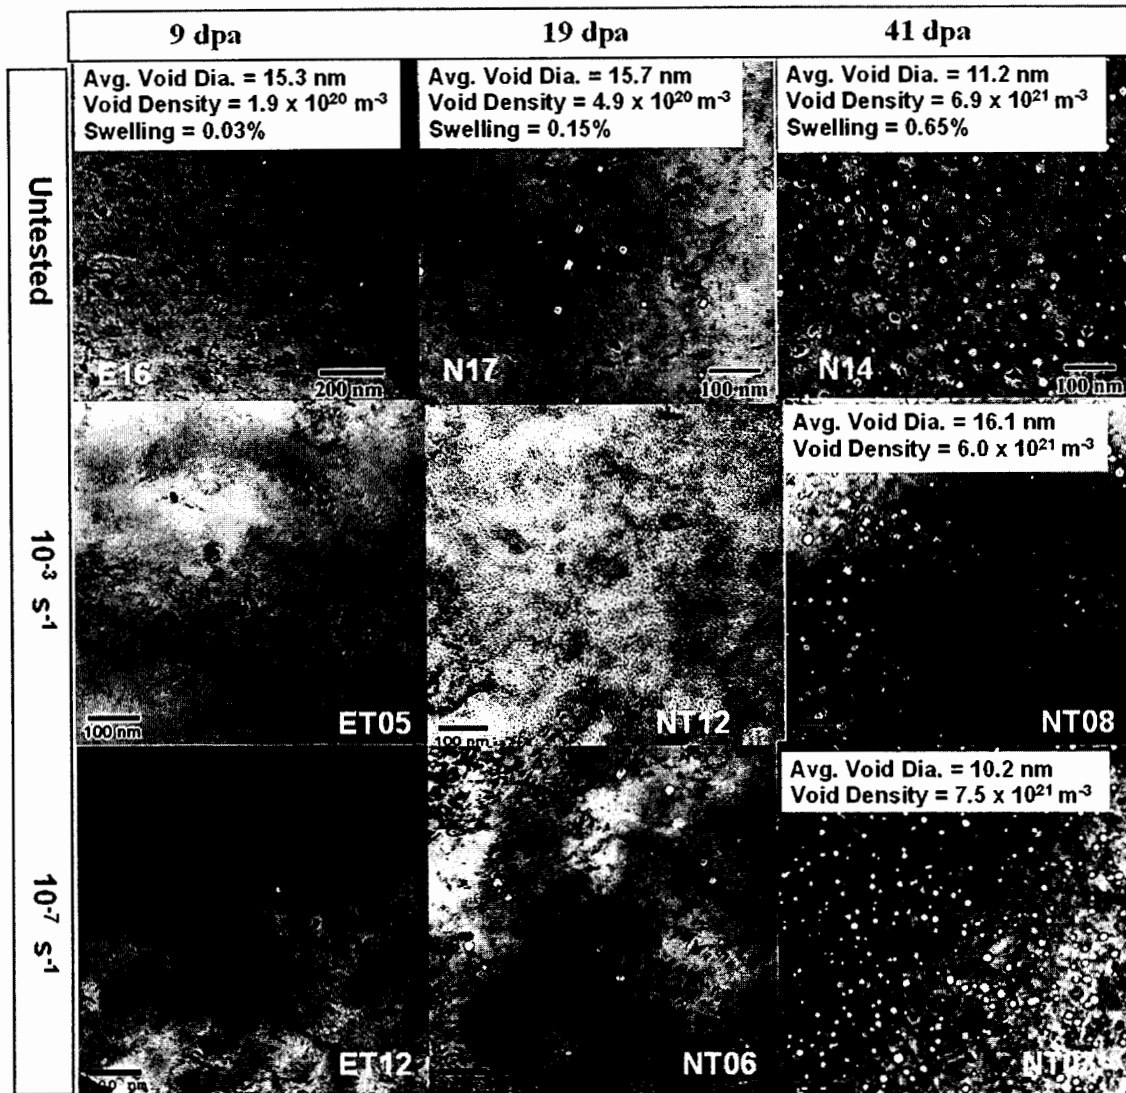 9 dpa
19 dpa
41 dpa
Untested
Avg. Void Dia. = 15.3 nm
Void Density = 1.9 x 10²⁰ m⁻³
Swelling = 0.03%
E16
200 nm
Avg. Void Dia. = 15.7 nm
Void Density = 4.9 x 10²⁰ m⁻³
Swelling = 0.15%
N17
100 nm
Avg. Void Dia. = 11.2 nm
Void Density = 6.9 x 10²¹ m⁻³
Swelling = 0.65%
N14
100 nm
10⁻³ s⁻¹
100 nm
ET05
100 nm
NT12
Avg. Void Dia. = 16.1 nm
Void Density = 6.0 x 10²¹ m⁻³
NT08
10⁻⁷ s⁻¹
nm
ET12
NT06
Avg. Void Dia. = 10.2 nm
Void Density = 7.5 x 10²¹ m⁻³